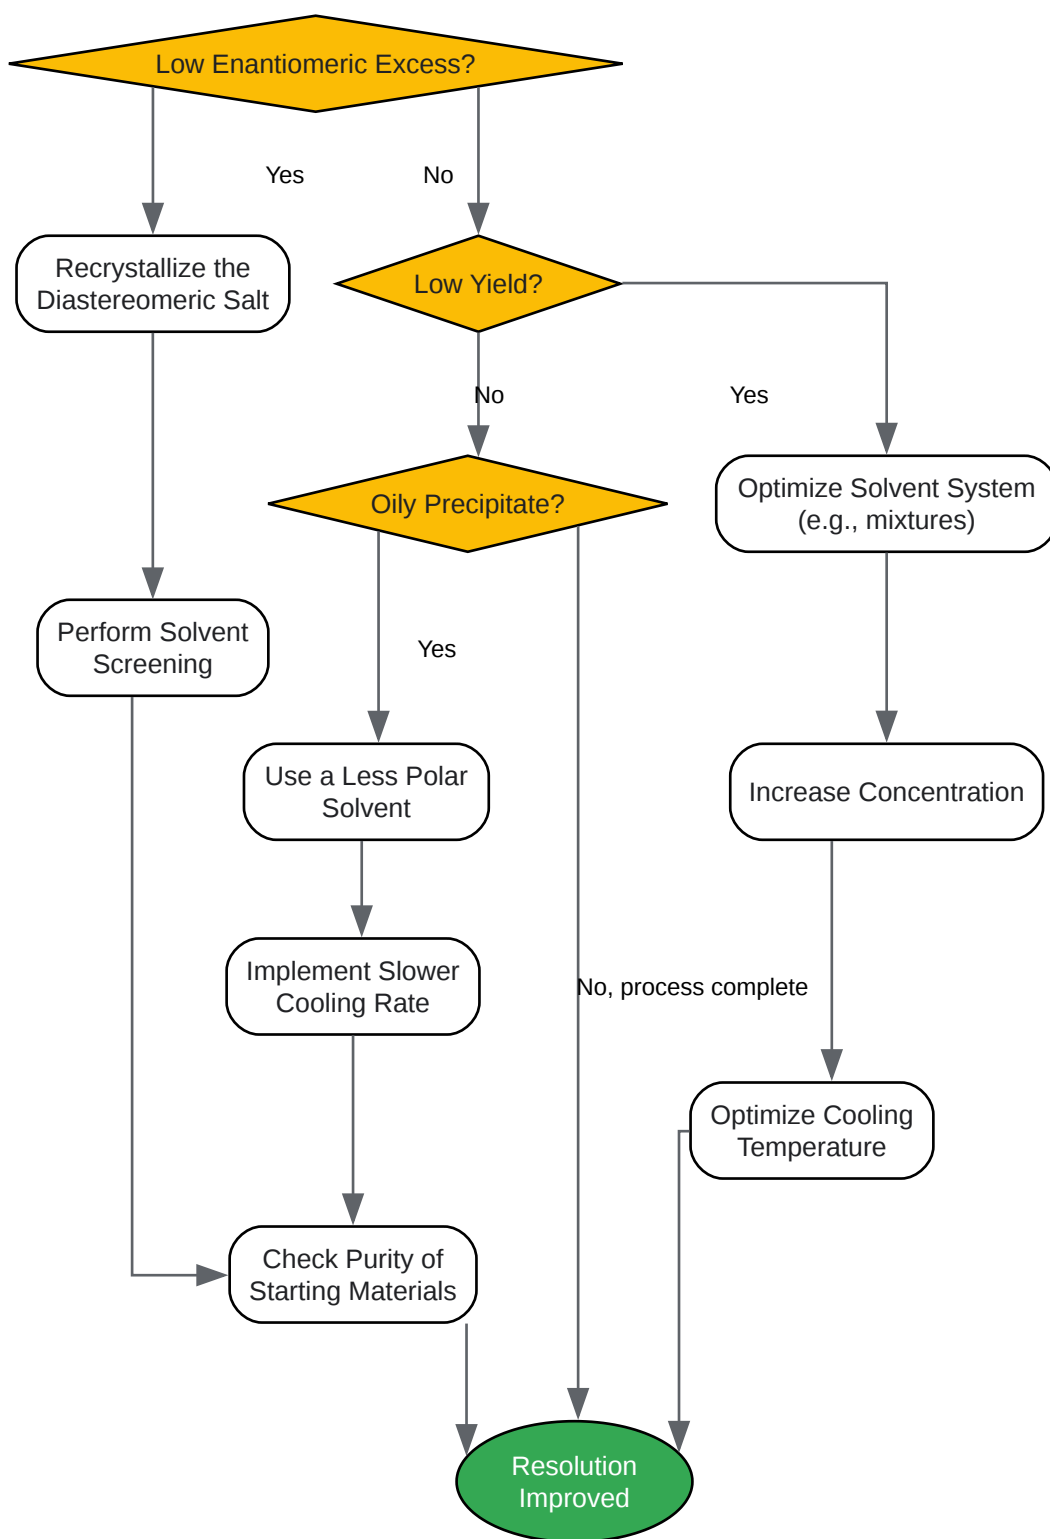 Low Enantiomeric Excess?
Yes
No
Recrystallize the
Diastereomeric Salt
Low Yield?
No
Yes
Oily Precipitate?
Optimize Solvent System
(e.g., mixtures)
Perform Solvent
Screening
Yes
Use a Less Polar
Solvent
Increase Concentration
Implement Slower
Cooling Rate
No, process complete
Optimize Cooling
Temperature
Check Purity of
Starting Materials
Resolution
Improved